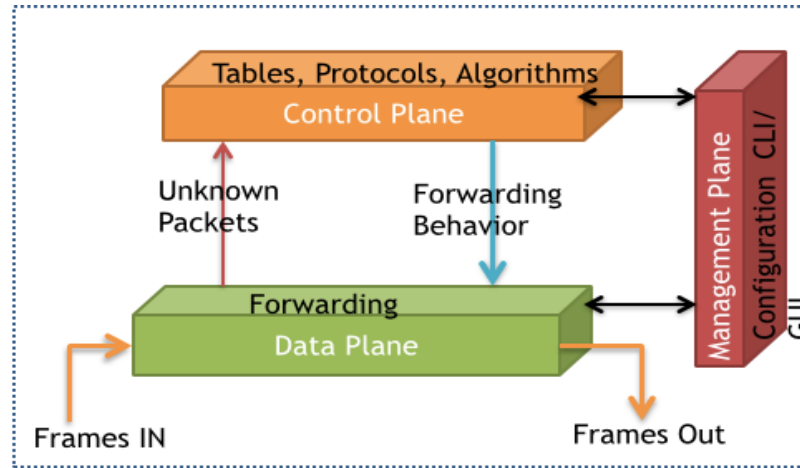 Tables, Protocols, Algorithms
Control Plane
Unknown
Packets
Forwarding
Behavior
Management Plane
Configuration CLI/
GUI
Forwarding
Data Plane
Frames IN
Frames Out